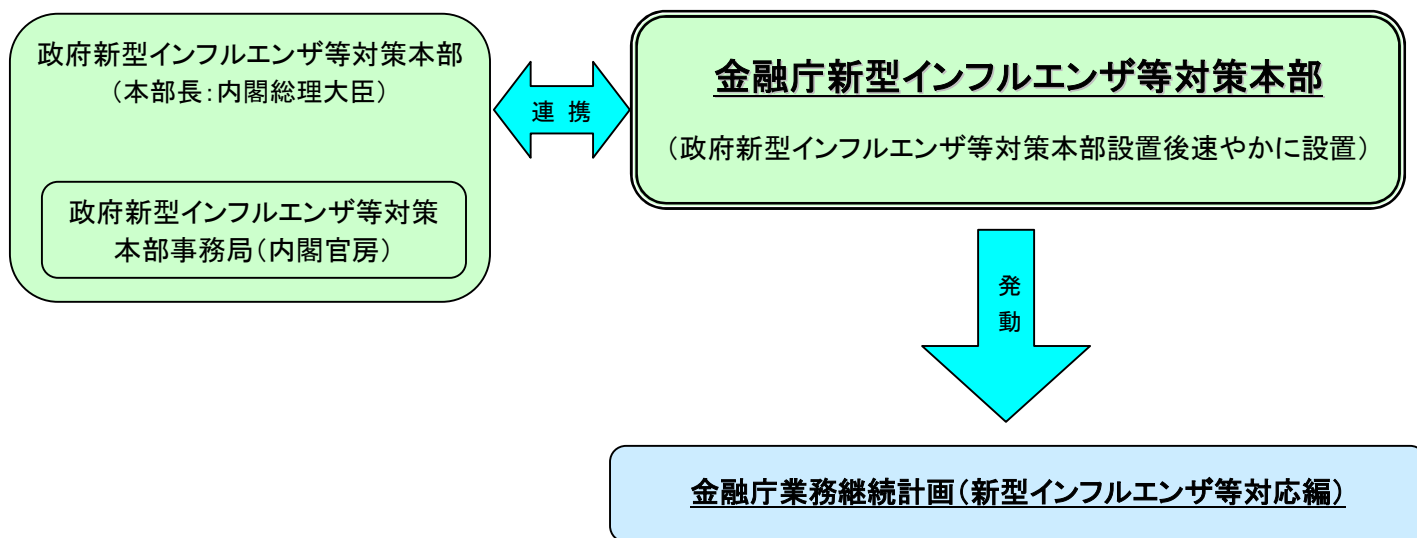 政府新型インフルエンザ等対策本部
（本部長：内閣総理大臣）
政府新型インフルエンザ等対策
本部事務局（内閣官房）
連 携
金融庁新型インフルエンザ等対策本部
（政府新型インフルエンザ等対策本部設置後速やかに設置）
発
動
金融庁業務継続計画（新型インフルエンザ等対応編）